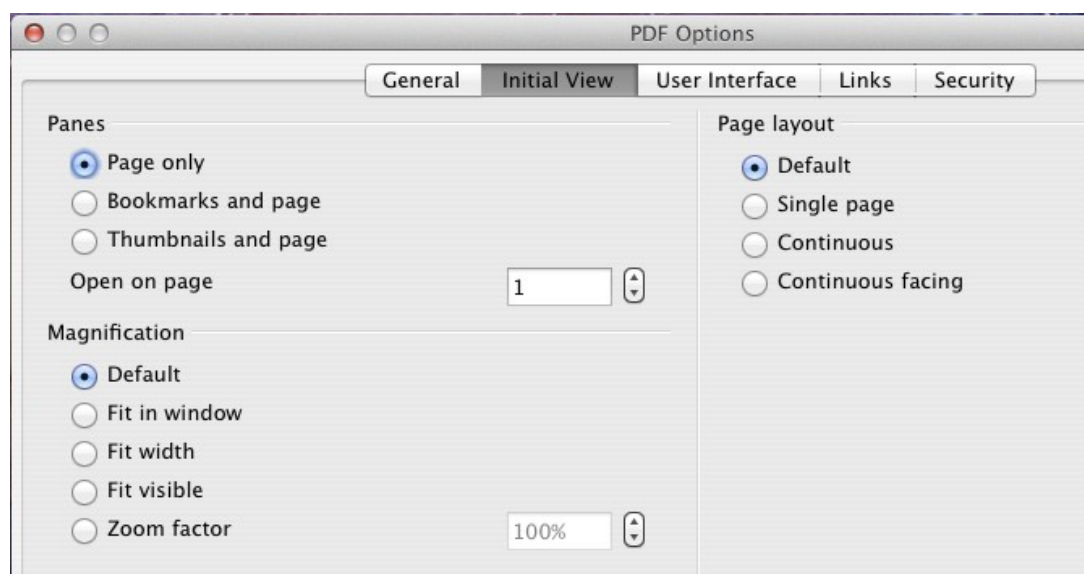 PDF Options
General Initial View User Interface Links Security
Panes
Page only
Bookmarks and page
Thumbnails and page
Open on page 1
Magnification
Default
Fit in window
Fit width
Fit visible
Zoom factor 100%
Page layout
Default
Single page
Continuous
Continuous facing